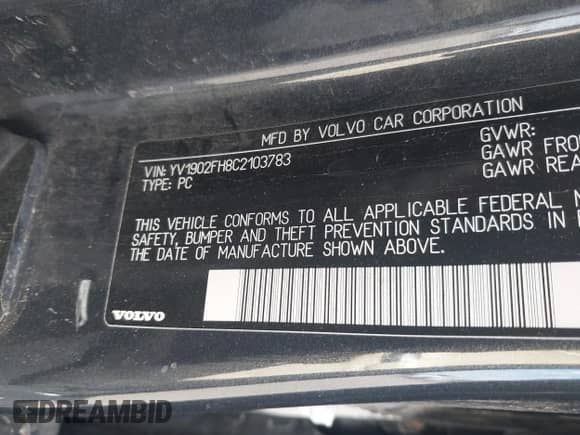 MFD BY VOLVO CAR CORPORATION
VIN: YV1902FH8C2103783
TYPE: PC
GVWR:
GAWR FRO
GAWR REA
THIS VEHICLE CONFORMS TO ALL APPLICABLE FEDERAL
SAFETY, BUMPER AND THEFT PREVENTION STANDARDS IN
THE DATE OF MANUFACTURE SHOWN ABOVE.
VOLVO
DREAMBID